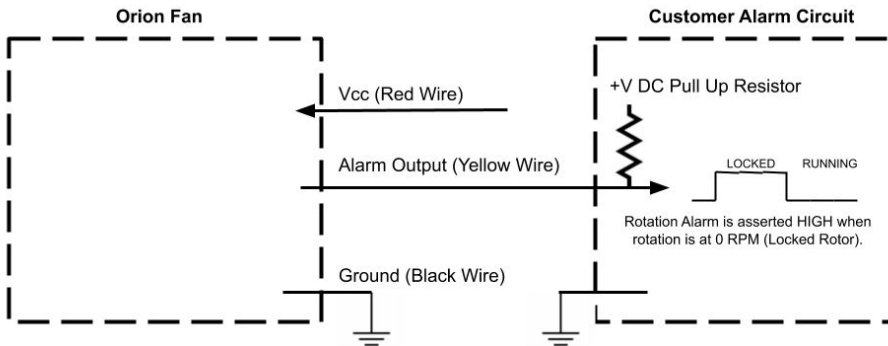 Orion Fan
Customer Alarm Circuit
Vcc (Red Wire)
+V DC Pull Up Resistor
Alarm Output (Yellow Wire)
LOCKED
RUNNING
Rotation Alarm is asserted HIGH when
rotation is at 0 RPM (Locked Rotor).
Ground (Black Wire)